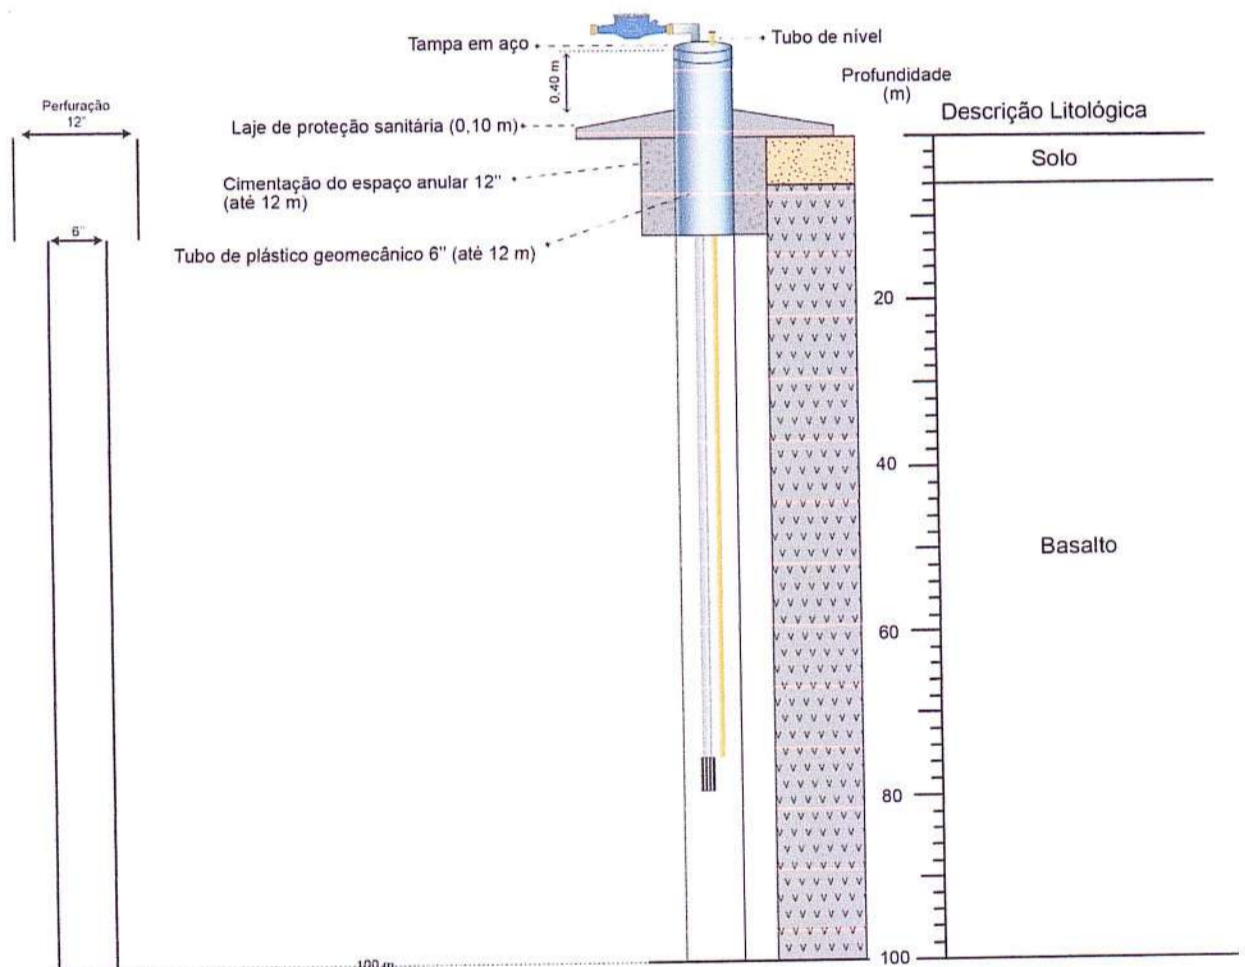 Tampa em aço
Tubo de nível
0,40 m
Profundidade
(m)
Descrição Litológica
Perfuração
12"
Laje de proteção sanitária (0,10 m)
Solo
Cimentação do espaço anular 12"
(até 12 m)
6"
Tubo de plástico geomecânico 6" (até 12 m)
20
40
Basalto
60
80
100
100 m